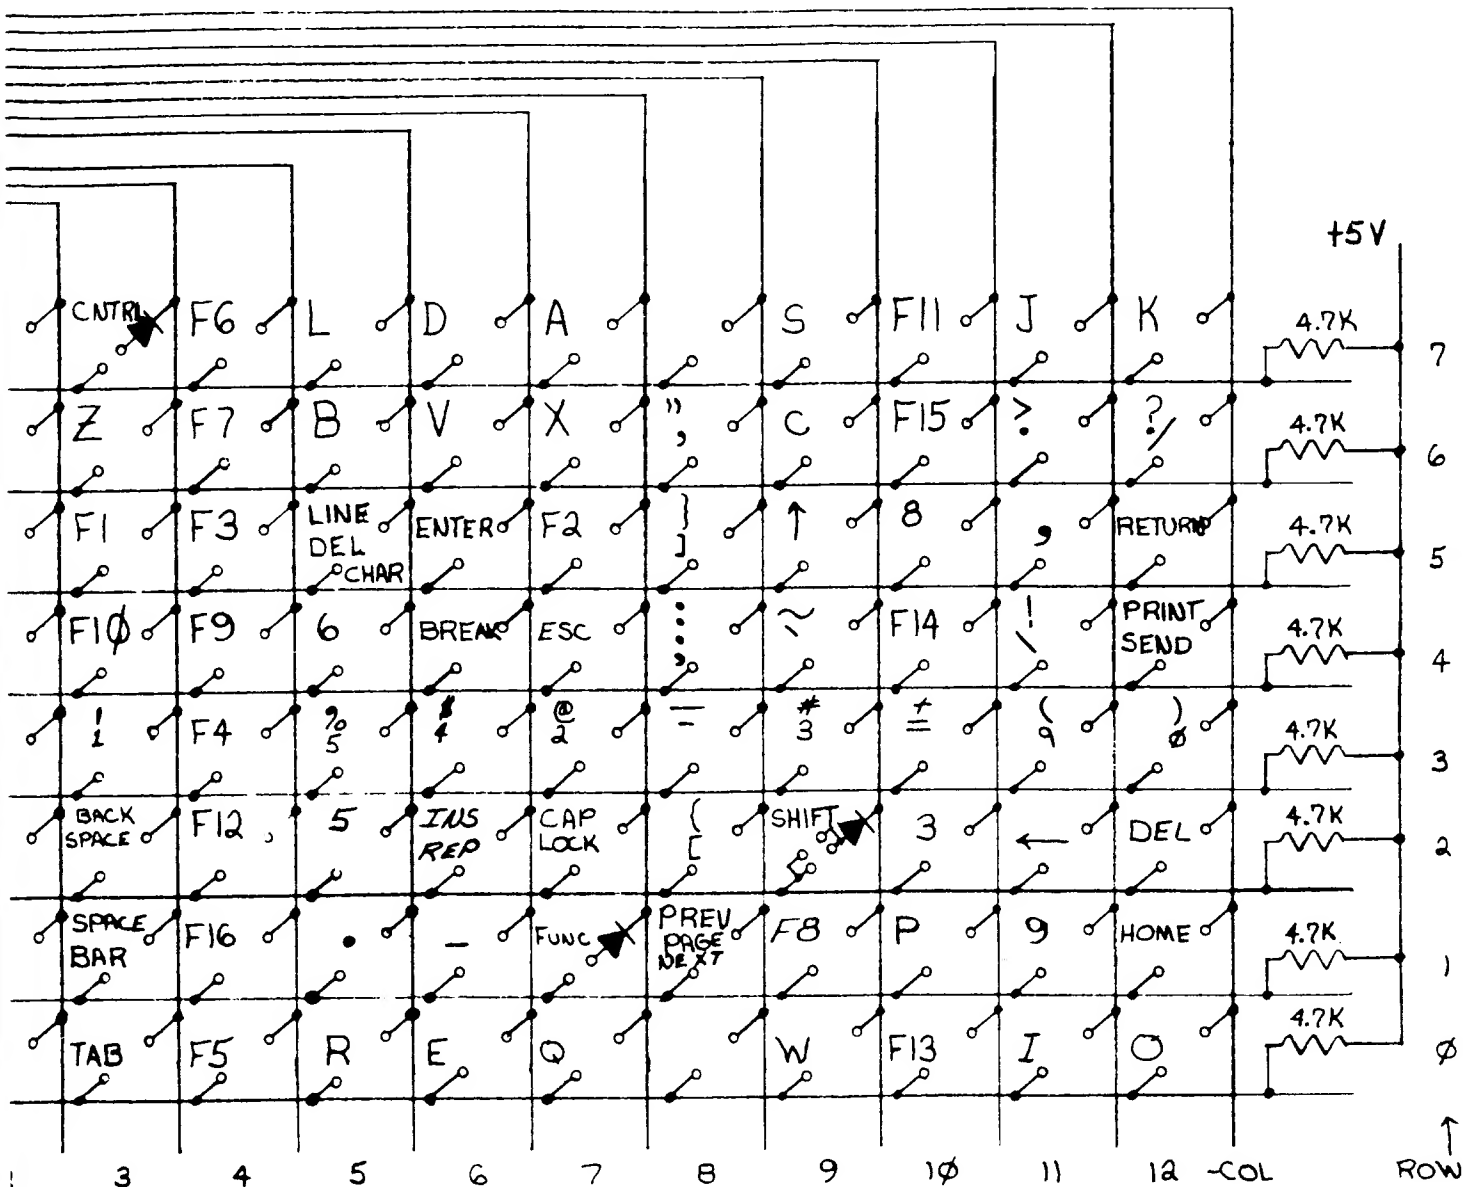 +5V
CNTRL F6 L D A S F11 J K 4.7K 7
Z F7 B V X " , C F15 > . ? / 4.7K 6
F1 F3 LINE DEL CHAR ENTER F2 } ] ↑ 8 , RETURN 4.7K 5
F1Ø F9 6 BREAK ESC : ; ~ ` F14 ! \ PRINT SEND 4.7K 4
! 1 F4 % 5 $ 4 @ 2 — - # 3 + = ( 9 ) Ø 4.7K 3
BACK SPACE F12 5 INS REP CAP LOCK { [ SHIFT 3 ← DEL 4.7K 2
SPACE BAR F16 . – FUNC PREV PAGE NEXT F8 P 9 HOME 4.7K 1
TAB F5 R E Q W F13 I O 4.7K Ø
↑
3 4 5 6 7 8 9 1Ø 11 12 -COL ROW